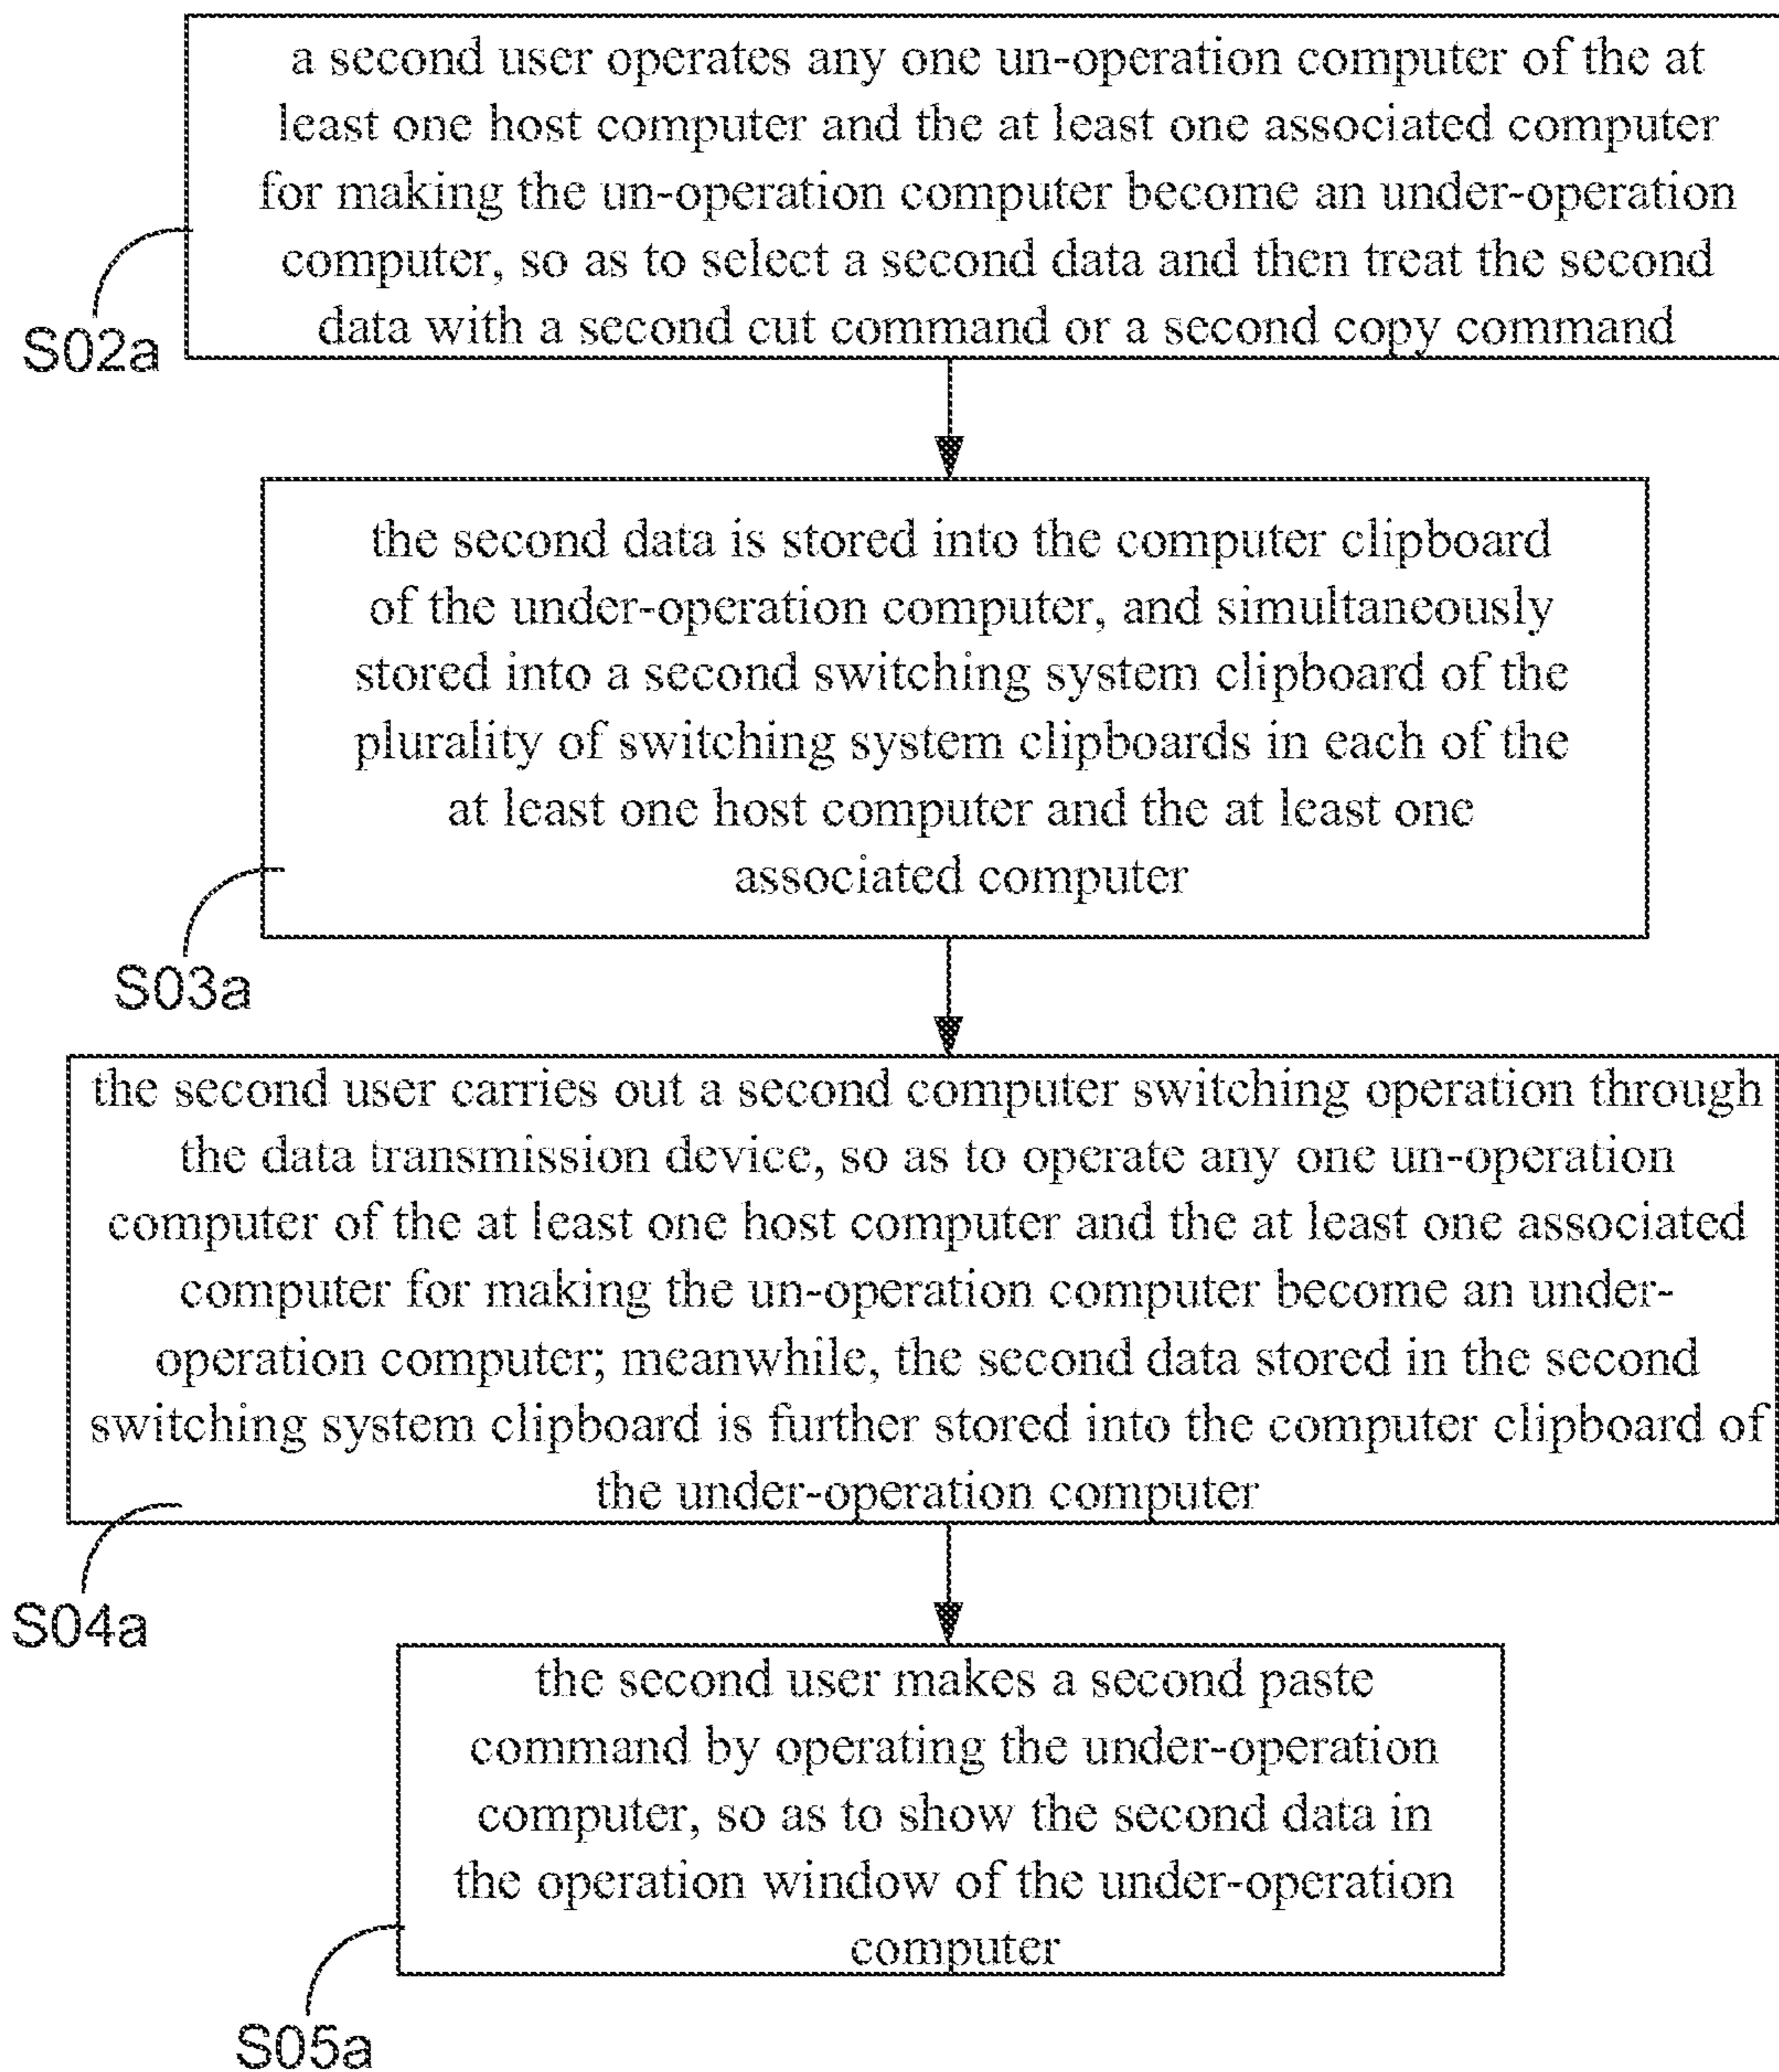 a second user operates any one un-operation computer of the at
least one host computer and the at least one associated computer
for making the un-operation computer become an under-operation
computer, so as to select a second data and then treat the second
data with a second cut command or a second copy command
S02a
the second data is stored into the computer clipboard
of the under-operation computer, and simultaneously
stored into a second switching system clipboard of the
plurality of switching system clipboards in each of the
at least one host computer and the at least one
associated computer
S03a
the second user carries out a second computer switching operation through
the data transmission device, so as to operate any one un-operation
computer of the at least one host computer and the at least one associated
computer for making the un-operation computer become an under-
operation computer; meanwhile, the second data stored in the second
switching system clipboard is further stored into the computer clipboard of
the under-operation computer
S04a
the second user makes a second paste
command by operating the under-operation
computer, so as to show the second data in
the operation window of the under-operation
computer
S05a